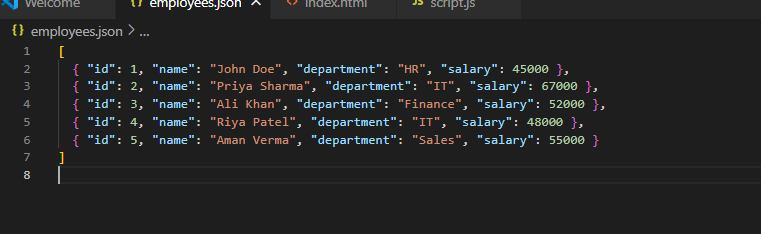 Welcome {} employees.json × <> index.html JS script.js
{} employees.json > ...
1 [
2 { "id": 1, "name": "John Doe", "department": "HR", "salary": 45000 },
3 { "id": 2, "name": "Priya Sharma", "department": "IT", "salary": 67000 },
4 { "id": 3, "name": "Ali Khan", "department": "Finance", "salary": 52000 },
5 { "id": 4, "name": "Riya Patel", "department": "IT", "salary": 48000 },
6 { "id": 5, "name": "Aman Verma", "department": "Sales", "salary": 55000 }
7 ]
8